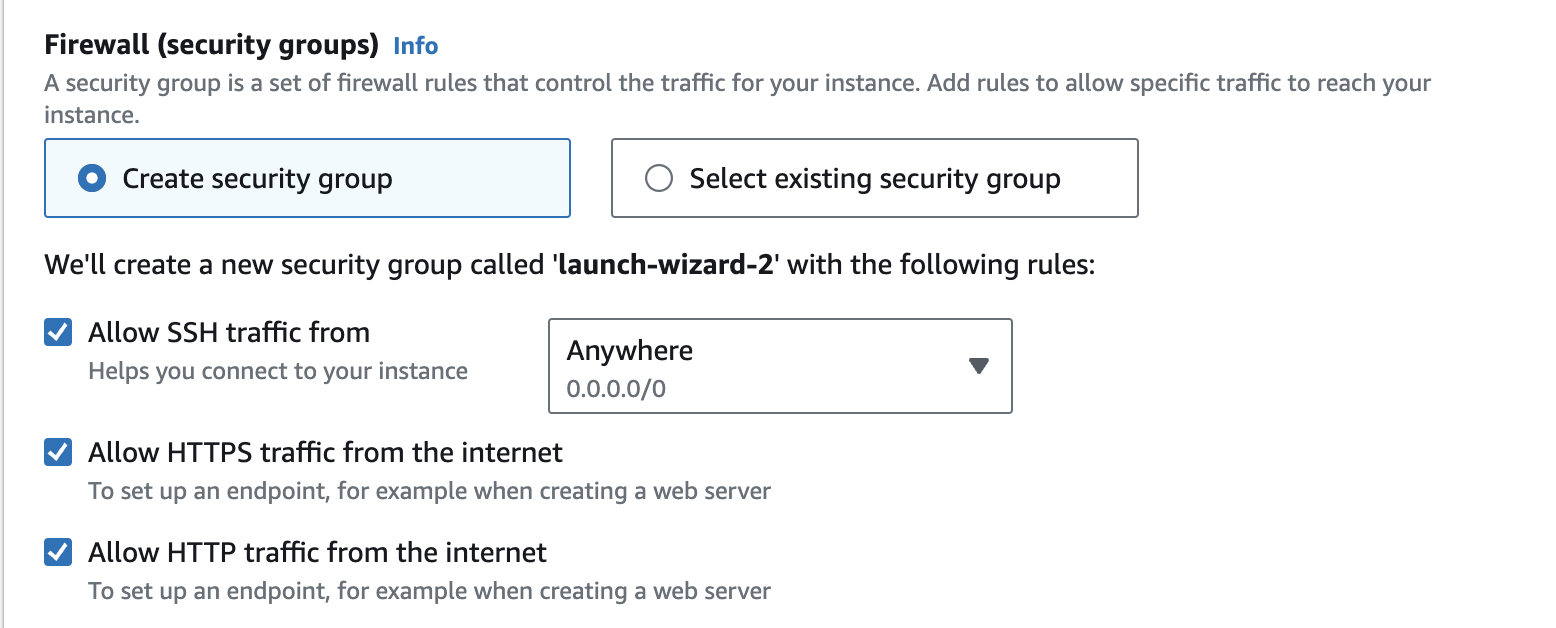 Firewall (security groups) Info
A security group is a set of firewall rules that control the traffic for your instance. Add rules to allow specific traffic to reach your
instance.
Create security group
Select existing security group
We'll create a new security group called 'launch-wizard-2' with the following rules:
Allow SSH traffic from
Helps you connect to your instance
Anywhere
0.0.0.0/0
Allow HTTPS traffic from the internet
To set up an endpoint, for example when creating a web server
Allow HTTP traffic from the internet
To set up an endpoint, for example when creating a web server